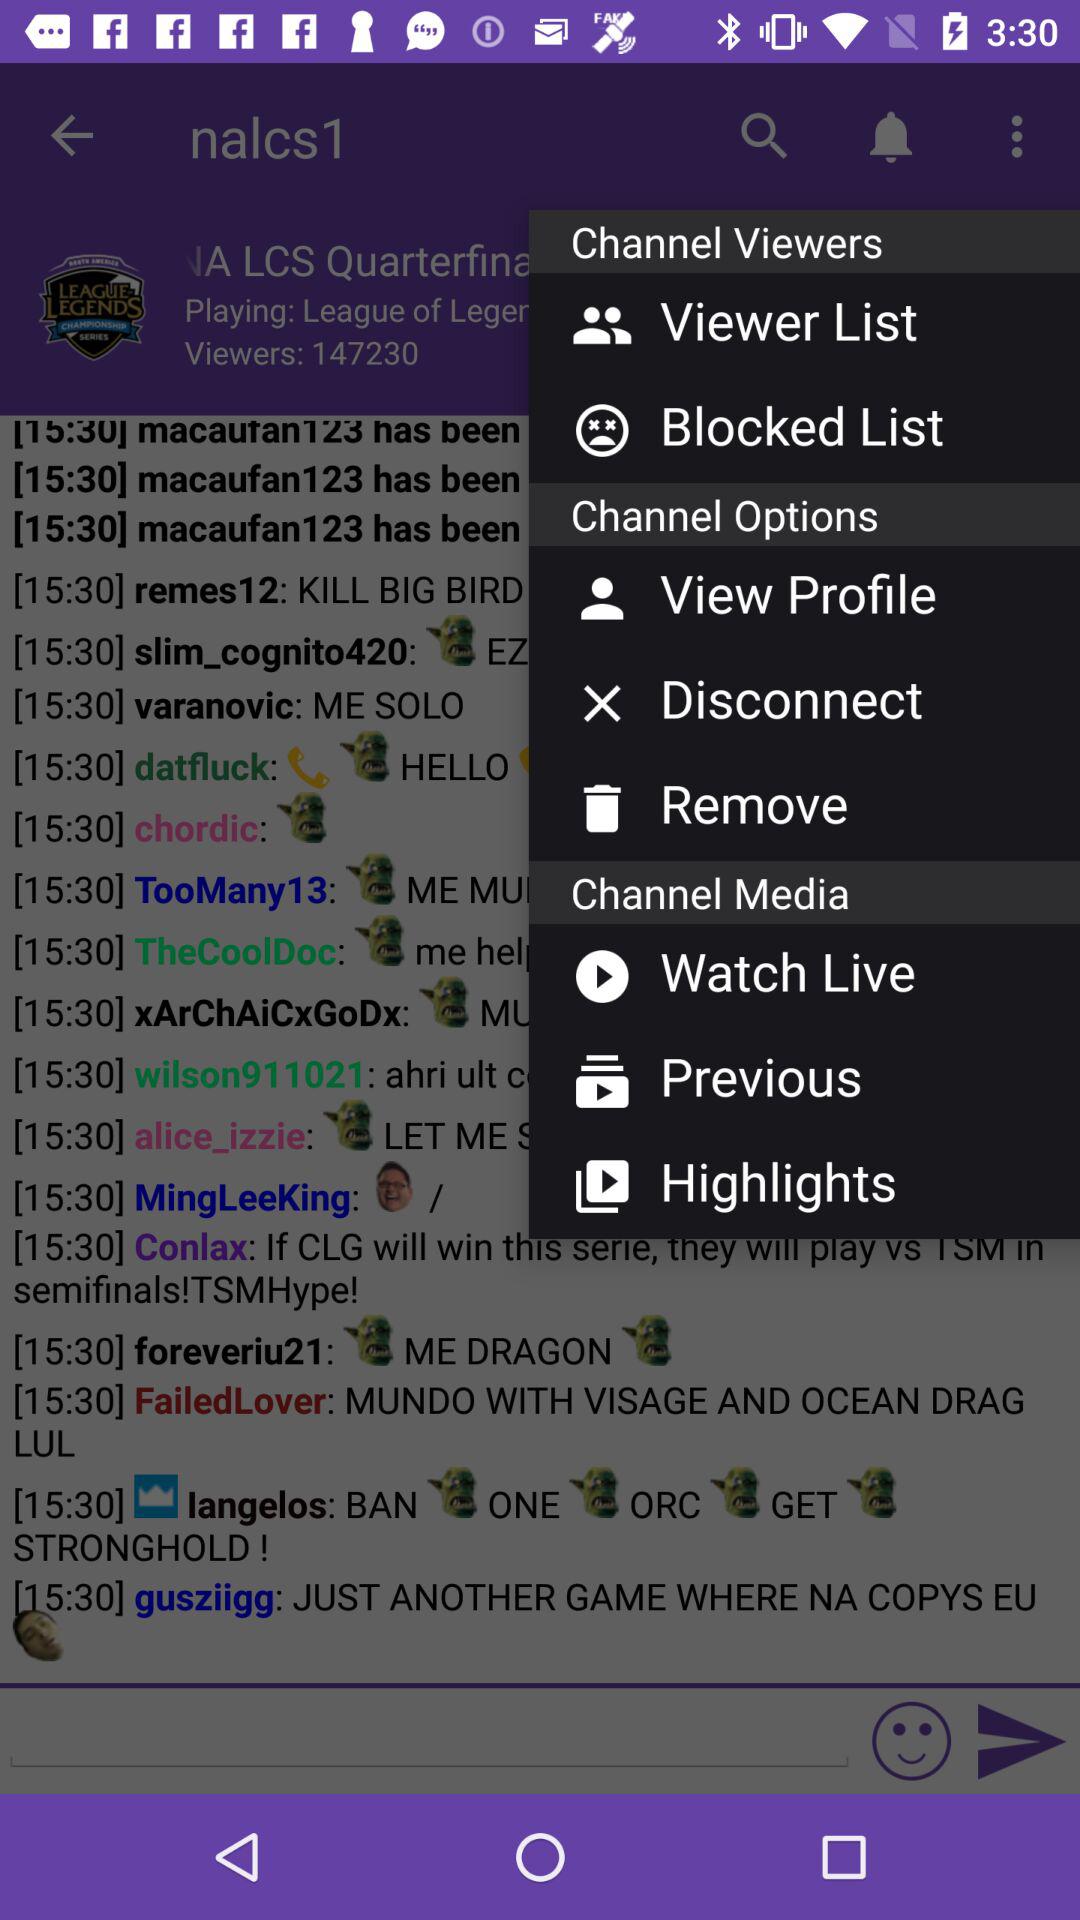 FAK
3:30
nalcs1
NA LCS Quarterfina
Playing: League of Legen
Viewers: 147230
NORTH AMERICA
LEAGUE
LEGENDS
CHAMPIONSHIP
SERIES
Channel Viewers
Viewer List
Blocked List
Channel Options
View Profile
Disconnect
Remove
Channel Media
Watch Live
Previous
Highlights
[15:30] macaufan123 has been
[15:30] macaufan123 has been
[15:30] macaufan123 has been
[15:30] remes12: KILL BIG BIRD
[15:30] slim_cognito420: EZ
[15:30] varanovic: ME SOLO
[15:30] datfluck: HELLO
[15:30] chordic:
[15:30] TooMany13: ME MU
[15:30] TheCoolDoc: me help
[15:30] xArChAiCxGoDx: MU
[15:30] wilson911021: ahri ult c
[15:30] alice_izzie: LET ME S
[15:30] MingLeeKing: /
[15:30] Conlax: If CLG will win this serie, they will play vs TSM in
semifinals!TSMHype!
[15:30] foreveriu21: ME DRAGON
[15:30] FailedLover: MUNDO WITH VISAGE AND OCEAN DRAG
LUL
[15:30] Iangelos: BAN ONE ORC GET
STRONGHOLD !
[15:30] gusziigg: JUST ANOTHER GAME WHERE NA COPYS EU